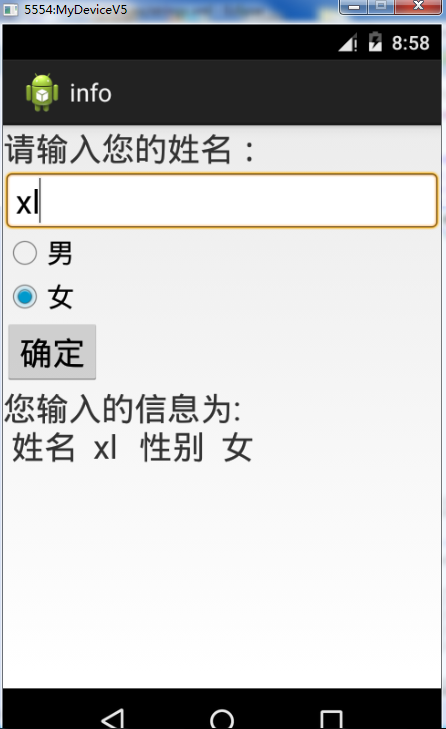 5554:MyDeviceV5
8:58
info
请输入您的姓名：
xl
男
女
确定
您输入的信息为:
姓名 xl 性别 女